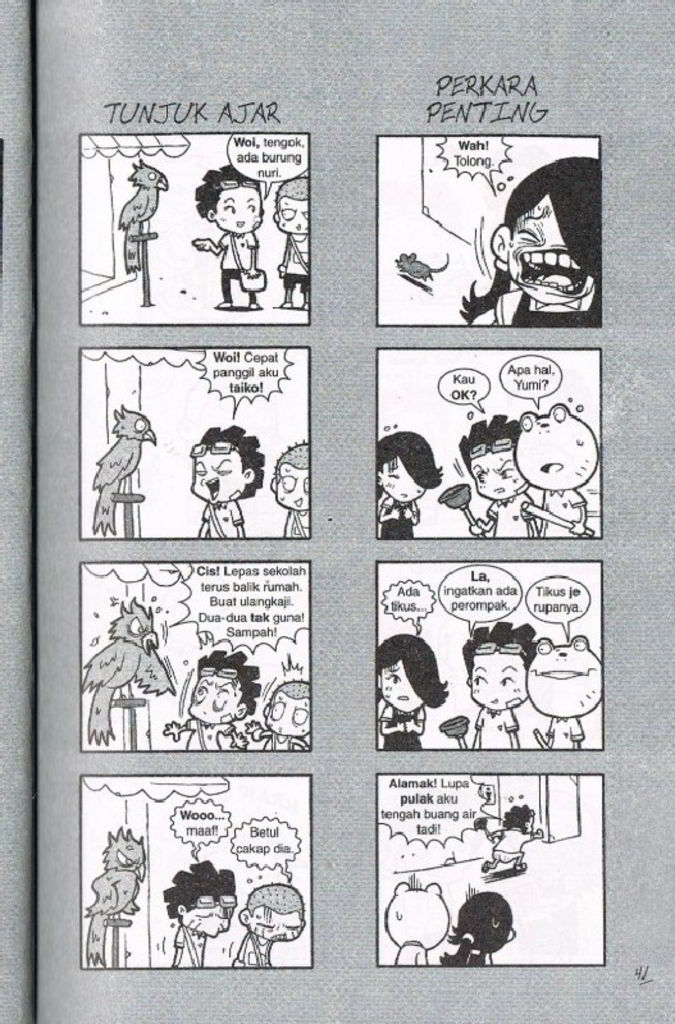 TUNJUK AJAR
Woi, tengok,
ada burung
nuri.
Woi! Cepat
panggil aku
taiko!
Cis! Lepas sekolah
terus balik rumah.
Buat ulangkaji.
Dua-dua tak guna!
Sampah!
Wooo...
maaf!
Betul
cakap dia.
PERKARA
PENTING
Wah!
Tolong.
Kau
OK?
Apa hal,
Yumi?
Ada
tikus...
La,
ingatkan ada
perompak.
Tikus je
rupanya.
Alamak! Lupa
pulak aku
tengah buang air
tadi!
41